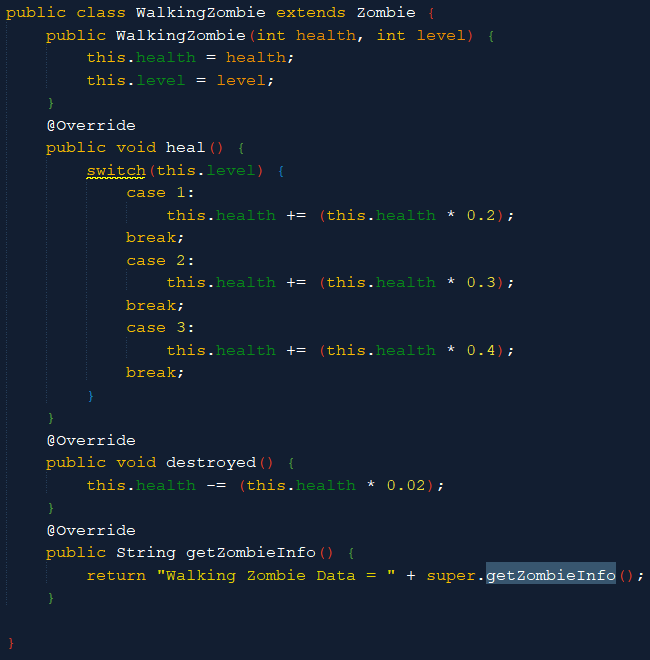 public class WalkingZombie extends Zombie {
    public WalkingZombie(int health, int level) {
        this.health = health;
        this.level = level;
    }
    @Override
    public void heal() {
        switch(this.level) {
            case 1:
                this.health += (this.health * 0.2);
            break;
            case 2:
                this.health += (this.health * 0.3);
            break;
            case 3:
                this.health += (this.health * 0.4);
            break;
        }
    }
    @Override
    public void destroyed() {
        this.health -= (this.health * 0.02);
    }
    @Override
    public String getZombieInfo() {
        return "Walking Zombie Data = " + super.getZombieInfo();
    }
}